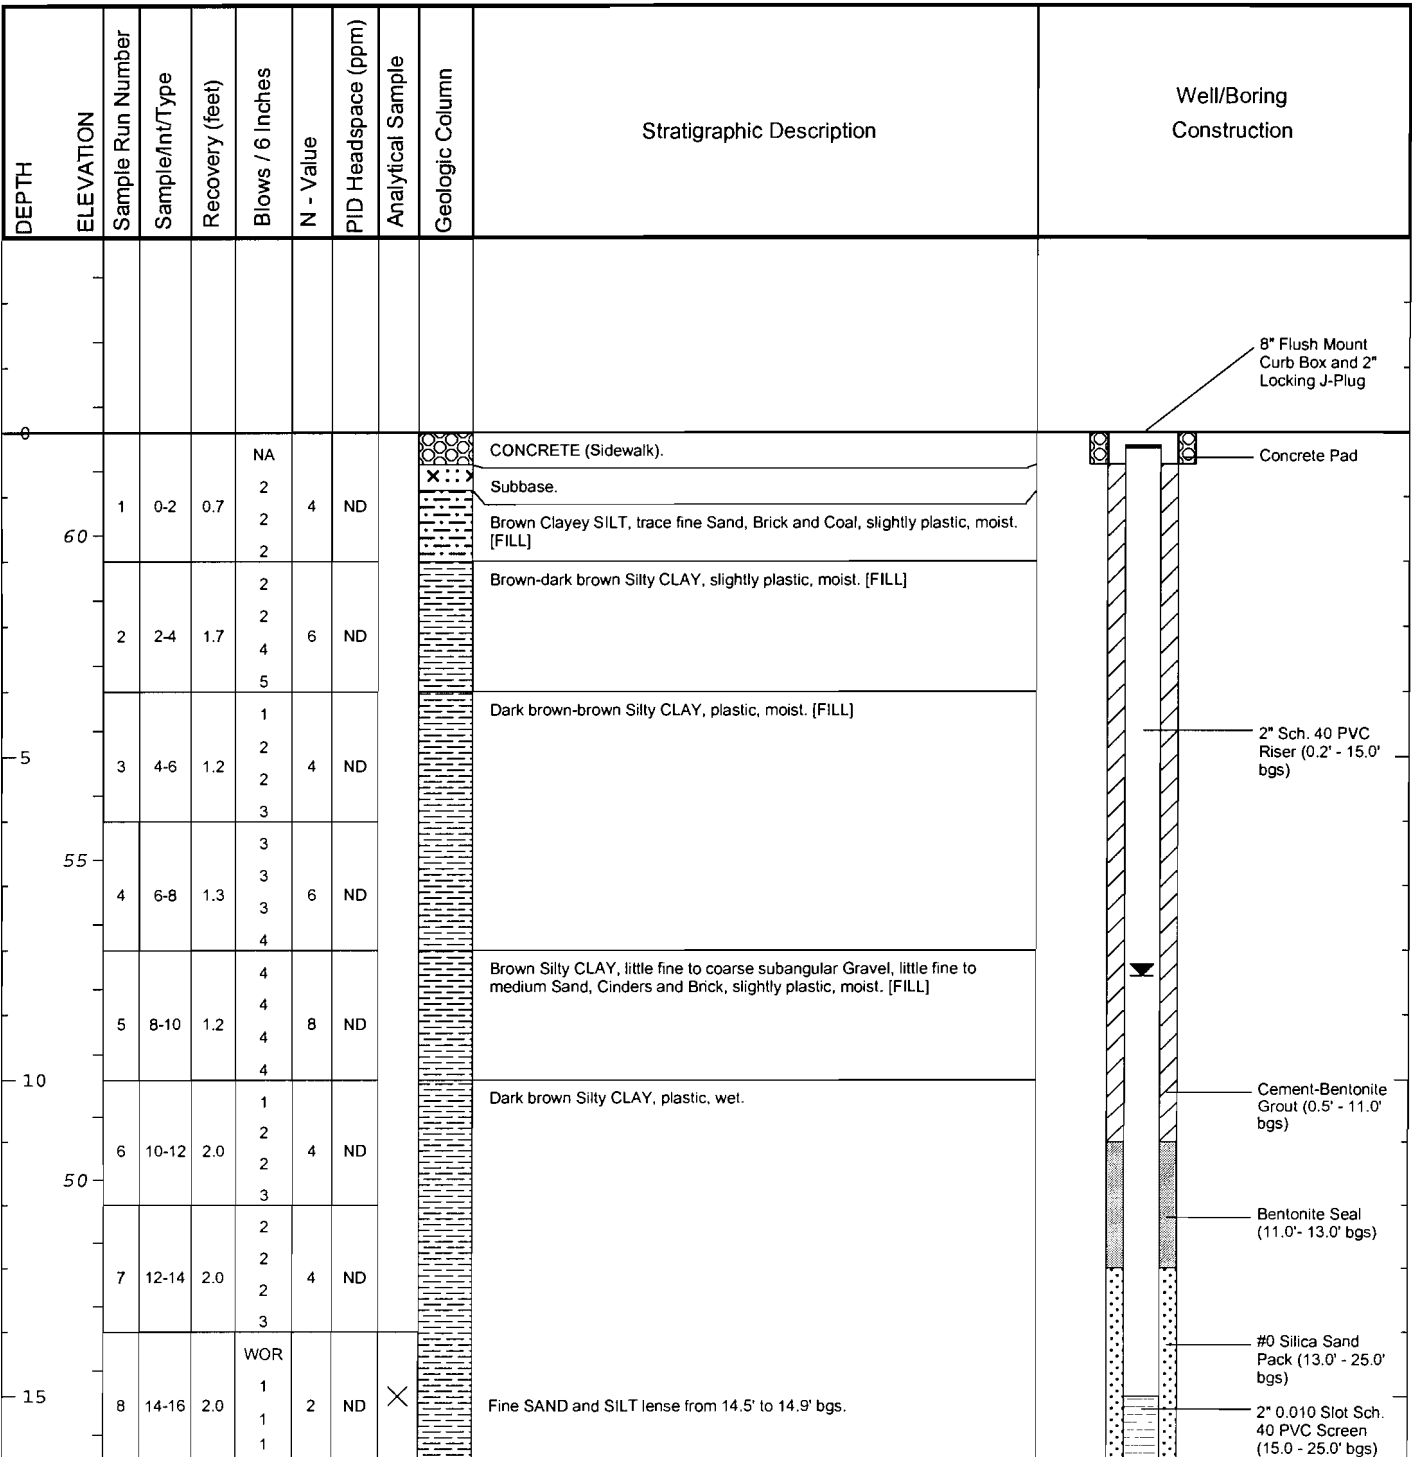 DEPTH
ELEVATION
Sample Run Number
Sample/Int/Type
Recovery (feet)
Blows / 6 Inches
N - Value
PID Headspace (ppm)
Analytical Sample
Geologic Column
Stratigraphic Description
Well/Boring
Construction
8" Flush Mount
Curb Box and 2"
Locking J-Plug
0
NA
CONCRETE (Sidewalk).
Concrete Pad
2
Subbase.
1 0-2 0.7 4 ND
2
Brown Clayey SILT, trace fine Sand, Brick and Coal, slightly plastic, moist.
[FILL]
60
2
2
Brown-dark brown Silty CLAY, slightly plastic, moist. [FILL]
2
2 2-4 1.7 6 ND
4
5
1
Dark brown-brown Silty CLAY, plastic, moist. [FILL]
2
2" Sch. 40 PVC
Riser (0.2' - 15.0'
bgs)
5
3 4-6 1.2 4 ND
2
3
3
55
3
4 6-8 1.3 6 ND
3
4
4
Brown Silty CLAY, little fine to coarse subangular Gravel, little fine to
medium Sand, Cinders and Brick, slightly plastic, moist. [FILL]
4
5 8-10 1.2 8 ND
4
4
10
1
Dark brown Silty CLAY, plastic, wet.
Cement-Bentonite
Grout (0.5' - 11.0'
bgs)
2
6 10-12 2.0 4 ND
2
50
3
2
Bentonite Seal
(11.0'- 13.0' bgs)
2
7 12-14 2.0 4 ND
2
3
WOR
#0 Silica Sand
Pack (13.0' - 25.0'
bgs)
1
15
8 14-16 2.0 2 ND
Fine SAND and SILT lense from 14.5' to 14.9' bgs.
1
1
2" 0.010 Slot Sch.
40 PVC Screen
(15.0 - 25.0' bgs)